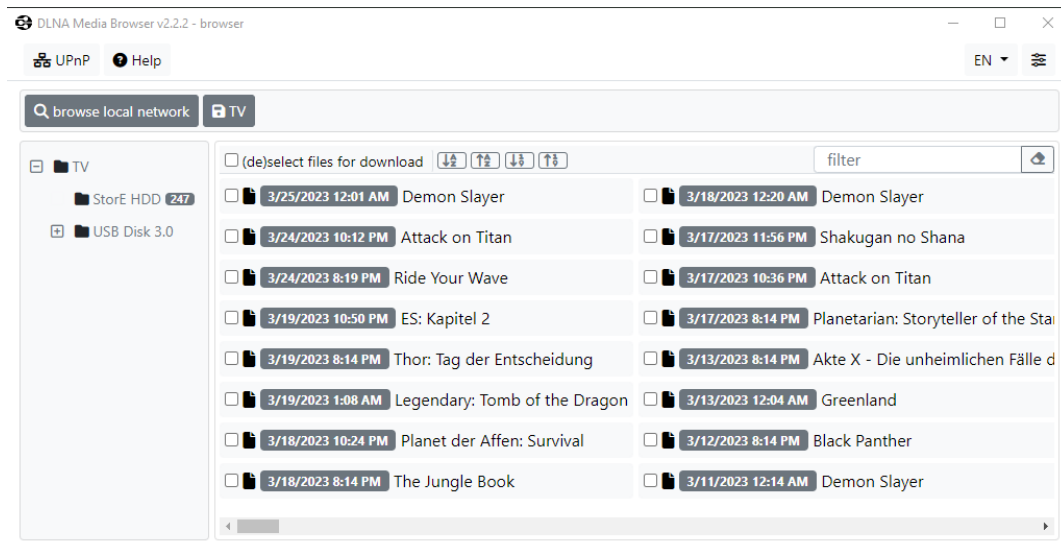 DLNA Media Browser v2.2.2 - browser
UPnP Help EN
browse local network TV
TV
StorE HDD 247
USB Disk 3.0
(de)select files for download filter
3/25/2023 12:01 AM Demon Slayer
3/24/2023 10:12 PM Attack on Titan
3/24/2023 8:19 PM Ride Your Wave
3/19/2023 10:50 PM ES: Kapitel 2
3/19/2023 8:14 PM Thor: Tag der Entscheidung
3/19/2023 1:08 AM Legendary: Tomb of the Dragon
3/18/2023 10:24 PM Planet der Affen: Survival
3/18/2023 8:14 PM The Jungle Book
3/18/2023 12:20 AM Demon Slayer
3/17/2023 11:56 PM Shakugan no Shana
3/17/2023 10:36 PM Attack on Titan
3/17/2023 8:14 PM Planetarian: Storyteller of the Sta
3/13/2023 8:14 PM Akte X - Die unheimlichen Fälle d
3/13/2023 12:04 AM Greenland
3/12/2023 8:14 PM Black Panther
3/11/2023 12:14 AM Demon Slayer